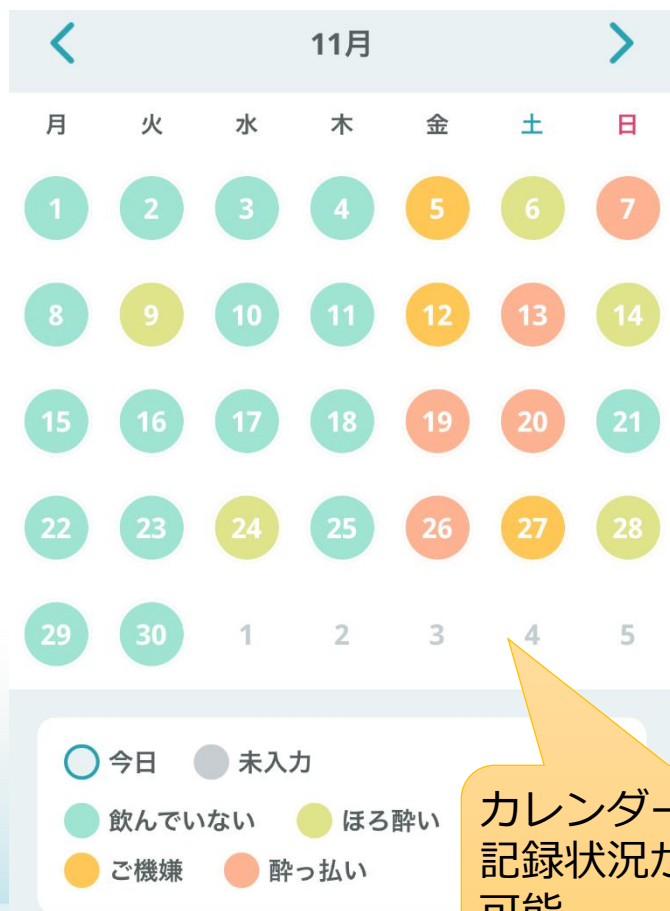 11月
月 火 水 木 金 土 日
1 2 3 4 5 6 7
8 9 10 11 12 13 14
15 16 17 18 19 20 21
22 23 24 25 26 27 28
29 30 1 2 3 4 5
今日 未入力
飲んでいない ほろ酔い
ご機嫌 酔っ払い
カレンダー
記録状況が
可能